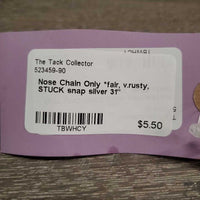 The Tack Collector
523459-90
Nose Chain Only *fair, v.rusty,
STUCK snap silver 31"
$5.50
TBWHCY